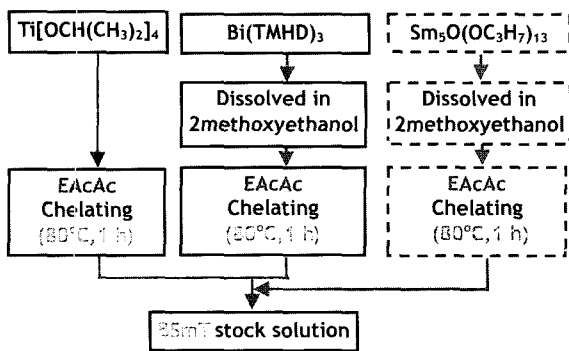 Ti[OCH(CH₃)₂]₄
Bi(TMHD)₃
Sm₅O(OC₃H₇)₁₃
Dissolved in
2methoxyethanol
Dissolved in
2methoxyethanol
EAcAc
Chelating
(80°C, 1 h)
EAcAc
Chelating
(80°C, 1 h)
EAcAc
Chelating
(80°C, 1 h)
BSmT stock solution